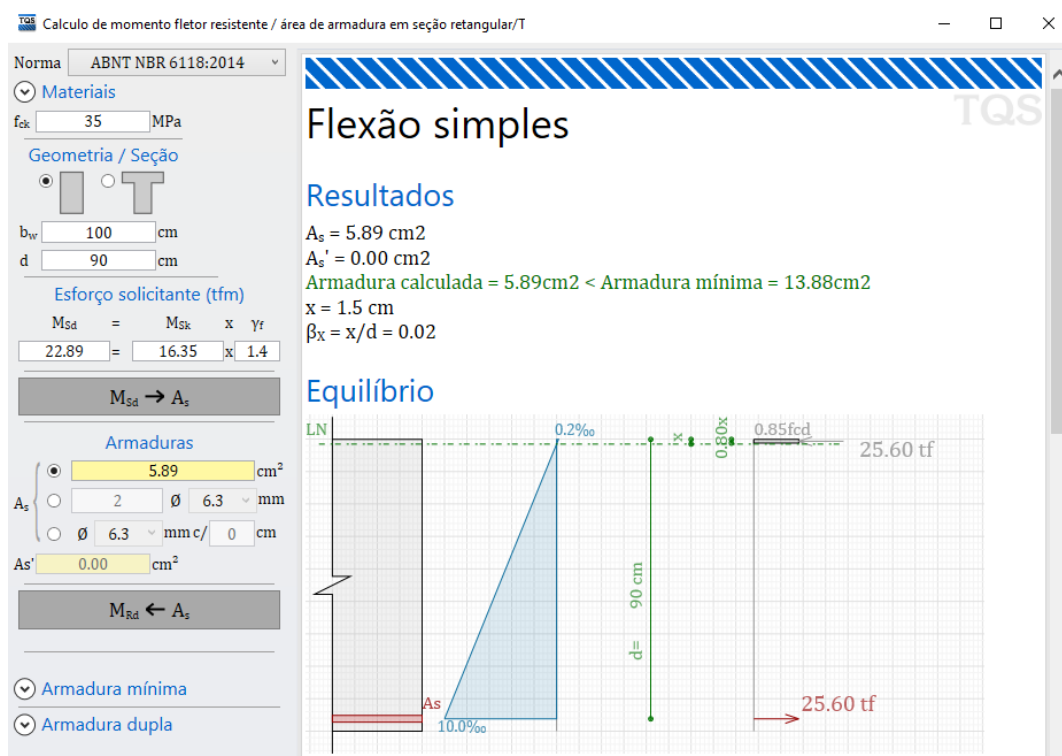 TQS Calculo de momento fletor resistente / área de armadura em seção retangular/T
Norma ABNT NBR 6118:2014
Materiais
fck 35 MPa
Geometria / Seção
bw 100 cm
d 90 cm
Esforço solicitante (tfm)
MSd = MSk x γf
22.89 = 16.35 x 1.4
MSd → As
Armaduras
As
5.89 cm²
2 Ø 6.3 mm
Ø 6.3 mm c/ 0 cm
As' 0.00 cm²
MRd ← As
Armadura mínima
Armadura dupla
TQS
Flexão simples
Resultados
As = 5.89 cm2
As' = 0.00 cm2
Armadura calculada = 5.89cm2 < Armadura mínima = 13.88cm2
x = 1.5 cm
βX = x/d = 0.02
Equilíbrio
LN
0.2‰
x
0.80x
0.85fcd
25.60 tf
d= 90 cm
As
10.0‰
25.60 tf